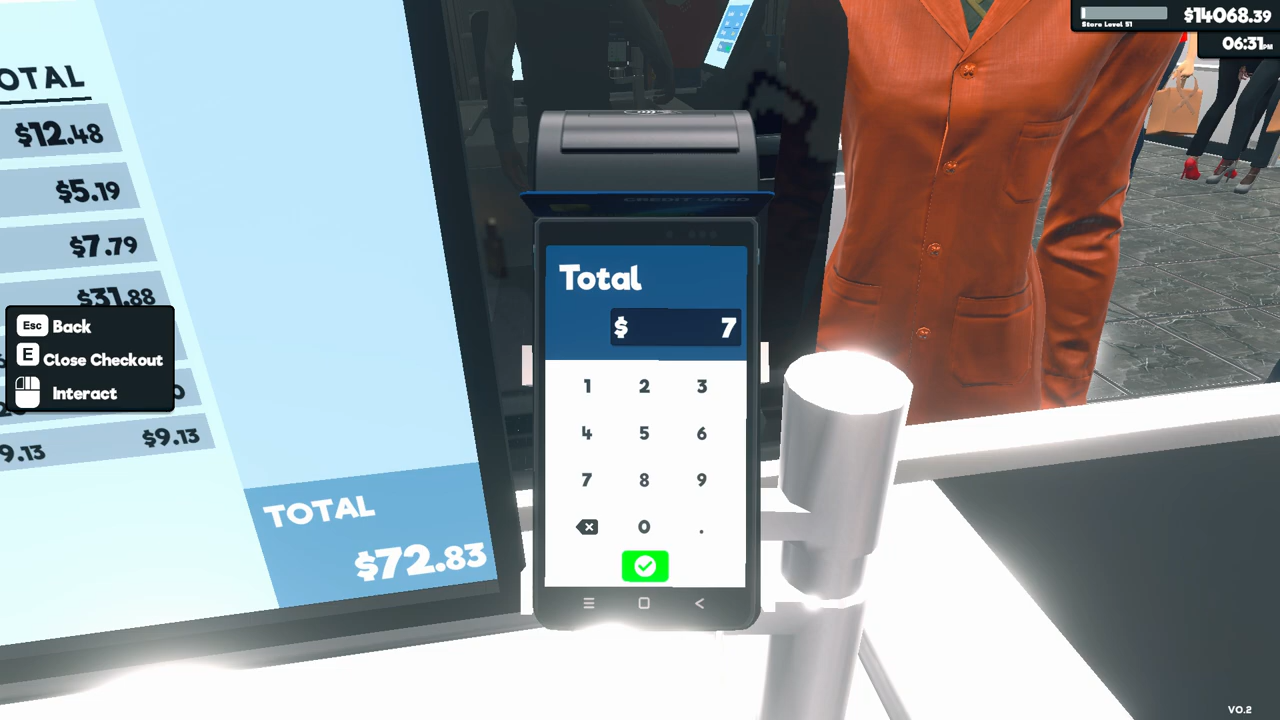 OTAL
$12.48
$5.19
$7.79
$31.88
9.13 $9.13
TOTAL
$72.83
Esc Back
E Close Checkout
Interact
CREDIT CARD
Total
$ 7
1 2 3
4 5 6
7 8 9
0 .
Store Level 51
$14068.39
06:31PM
V0.2